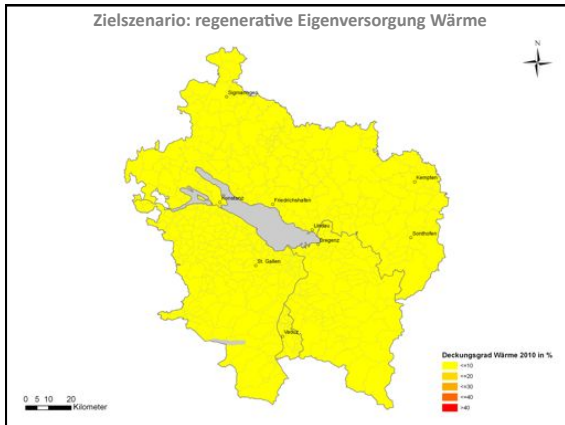 Zielszenario: regenerative Eigenversorgung Wärme
N
Sigmaringen
Kempten
Konstanz
Friedrichshafen
Lindau
Sonthofen
Bregenz
St. Gallen
Vaduz
Deckungsgrad Wärme 2010 in %
<=10
<=20
<=30
<=40
>40
0 5 10 20
Kilometer